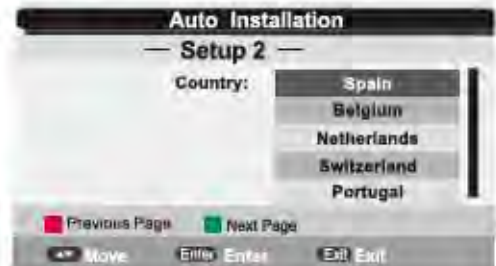 Auto Installation
— Setup 2 —
Country: Spain
Belgium
Netherlands
Switzerland
Portugal
Previous Page Next Page
Move Enter Enter Exit Exit